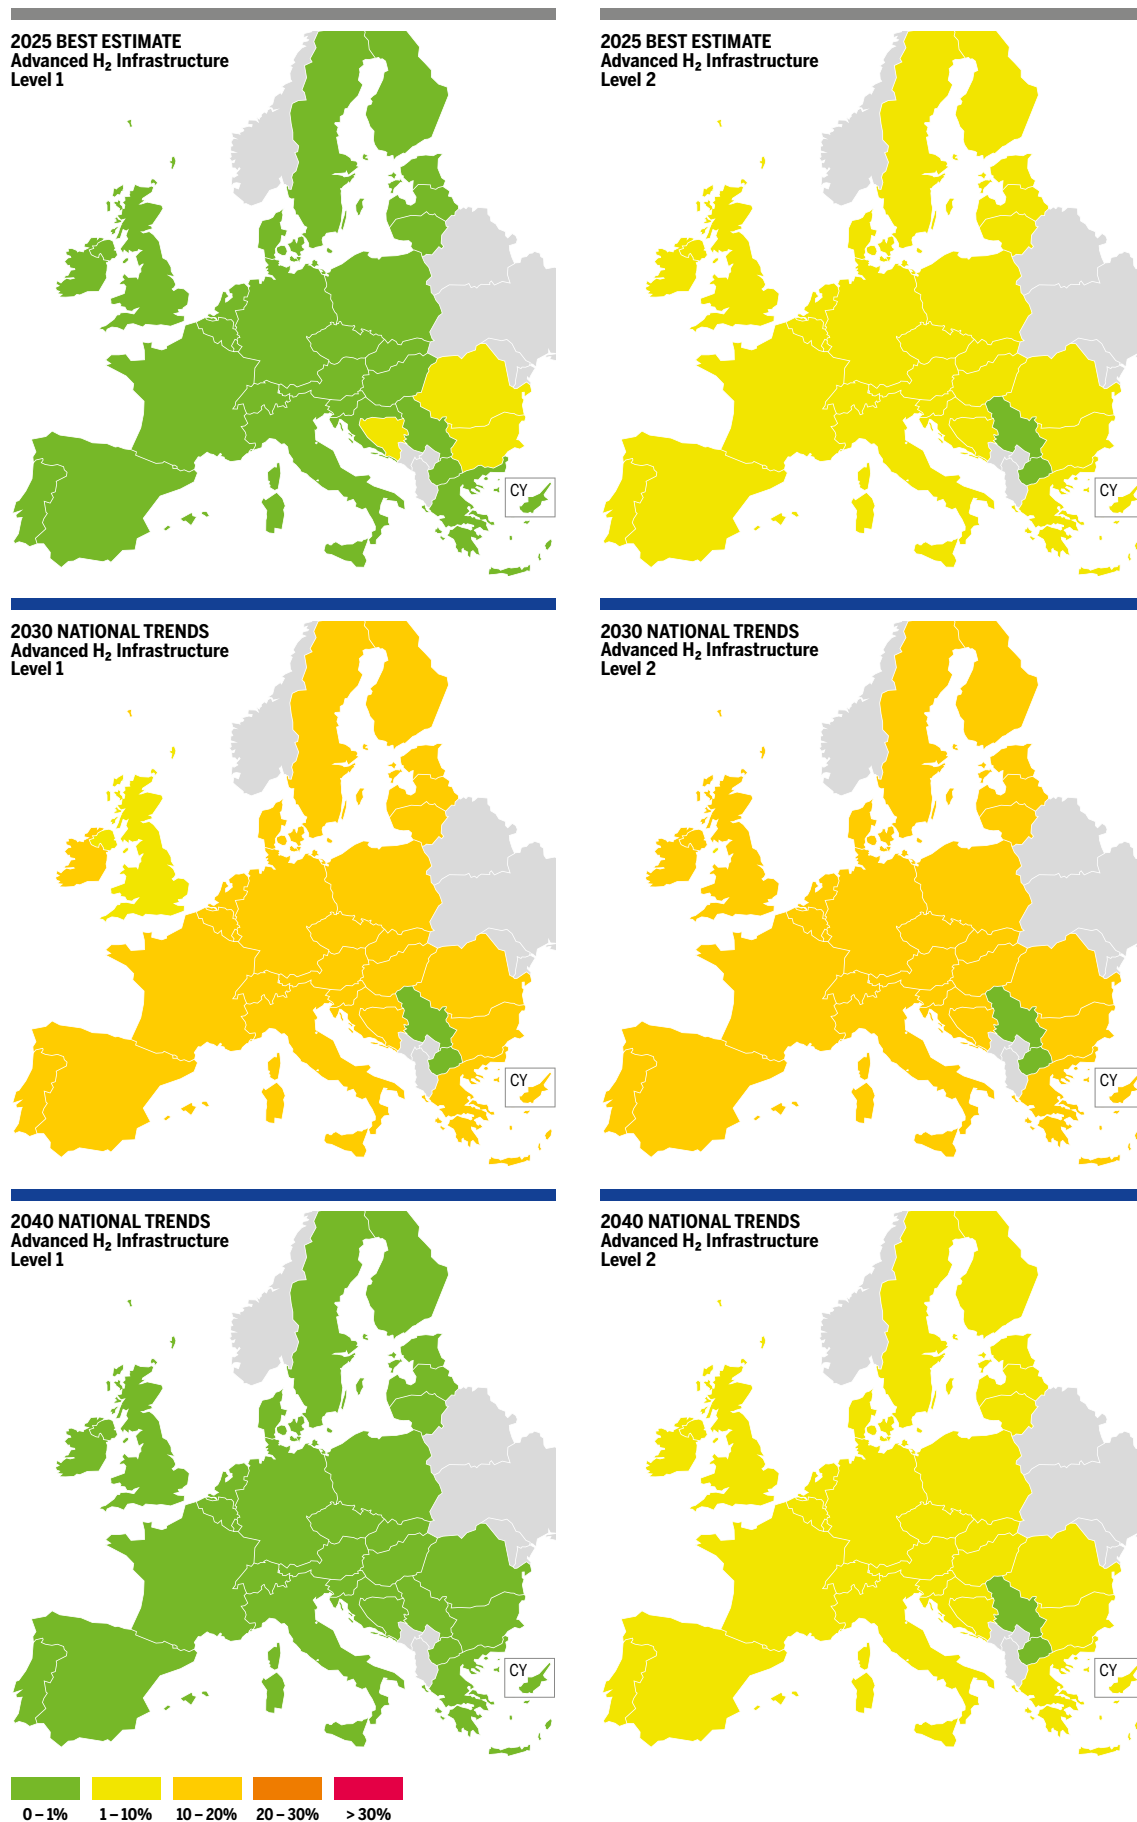 2025 BEST ESTIMATE
Advanced H₂ Infrastructure
Level 1
CY
2025 BEST ESTIMATE
Advanced H₂ Infrastructure
Level 2
CY
2030 NATIONAL TRENDS
Advanced H₂ Infrastructure
Level 1
CY
2030 NATIONAL TRENDS
Advanced H₂ Infrastructure
Level 2
CY
2040 NATIONAL TRENDS
Advanced H₂ Infrastructure
Level 1
CY
2040 NATIONAL TRENDS
Advanced H₂ Infrastructure
Level 2
CY
0 – 1% 1 – 10% 10 – 20% 20 – 30% > 30%